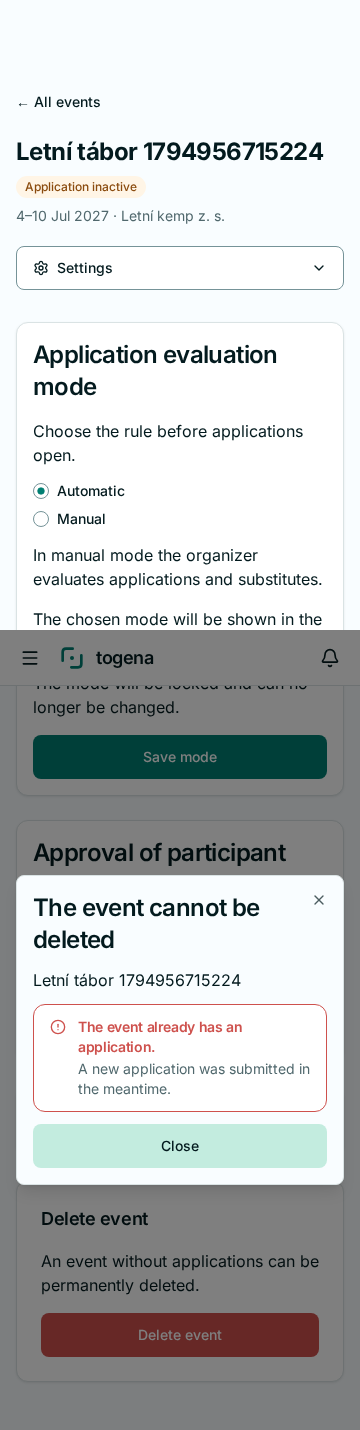 ← All events
Letní tábor 1794956715224
Application inactive
4–10 Jul 2027 · Letní kemp z. s.
Settings
Application evaluation
mode
Choose the rule before applications
open.
Automatic
Manual
In manual mode the organizer
evaluates applications and substitutes.
The chosen mode will be shown in the
togena
The mode will be locked and can no
longer be changed.
Save mode
Approval of participant
The event cannot be
deleted
Letní tábor 1794956715224
The event already has an
application.
A new application was submitted in
the meantime.
Close
Delete event
An event without applications can be
permanently deleted.
Delete event